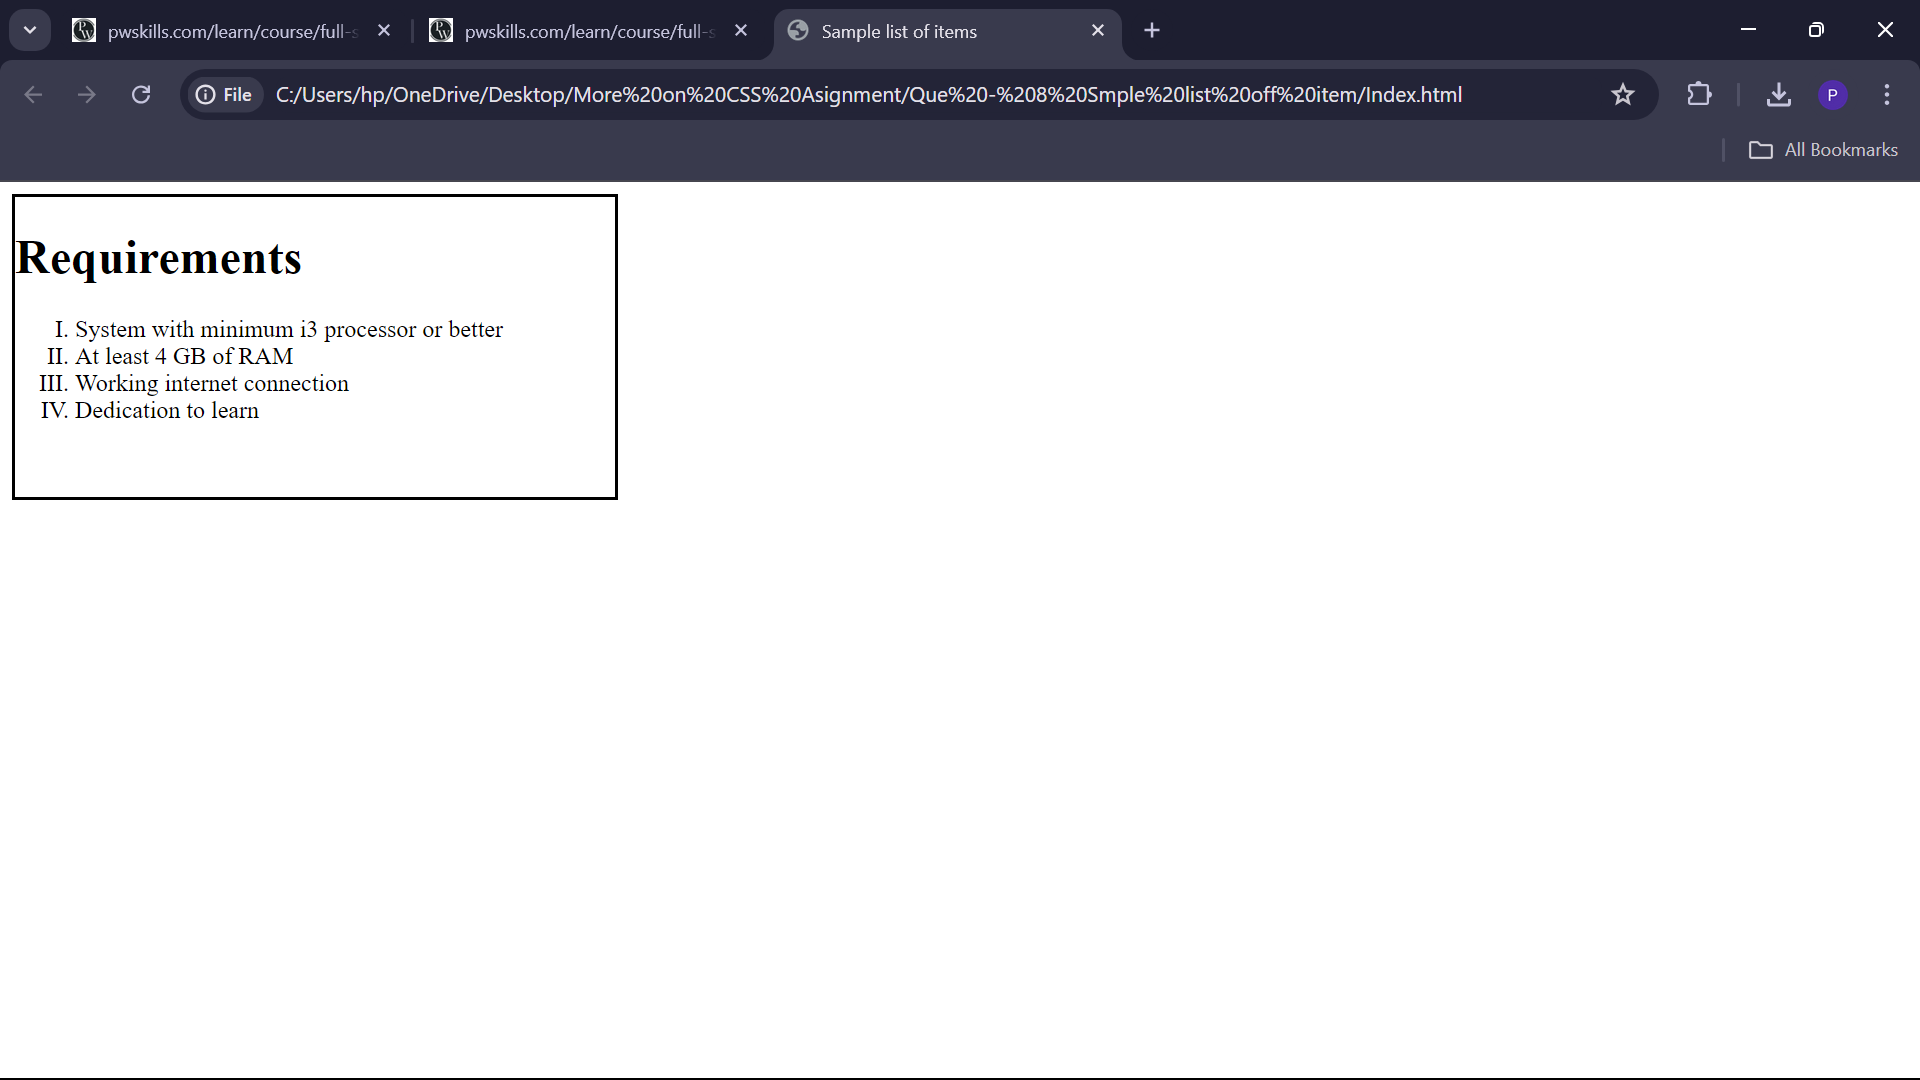 pwskills.com/learn/course/full-s
pwskills.com/learn/course/full-s
Sample list of items
File
C:/Users/hp/OneDrive/Desktop/More%20on%20CSS%20Asignment/Que%20-%208%20Smple%20list%20off%20item/Index.html
P
All Bookmarks
Requirements
I. System with minimum i3 processor or better
II. At least 4 GB of RAM
III. Working internet connection
IV. Dedication to learn